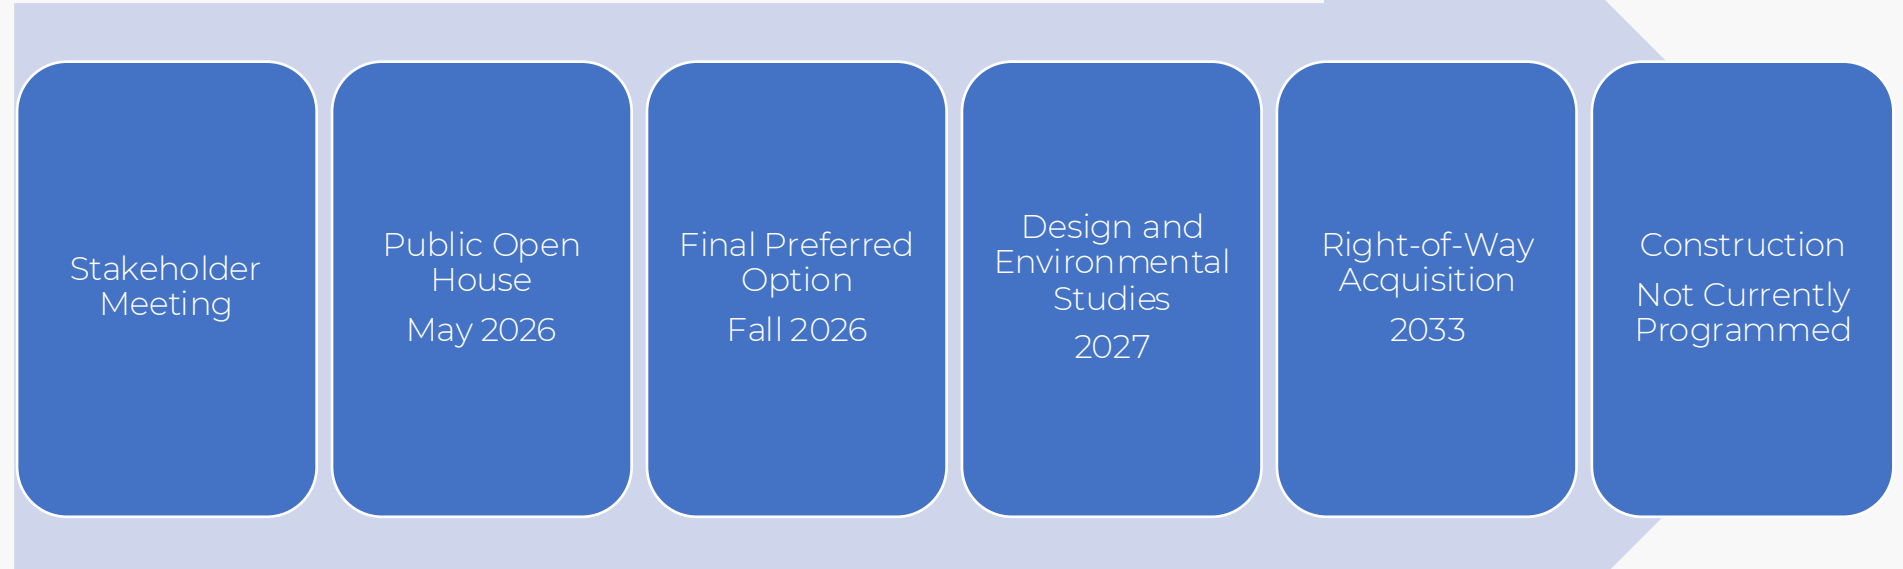 Stakeholder
Meeting
Public Open
House
May 2026
Final Preferred
Option
Fall 2026
Design and
Environmental
Studies
2027
Right-of-Way
Acquisition
2033
Construction
Not Currently
Programmed